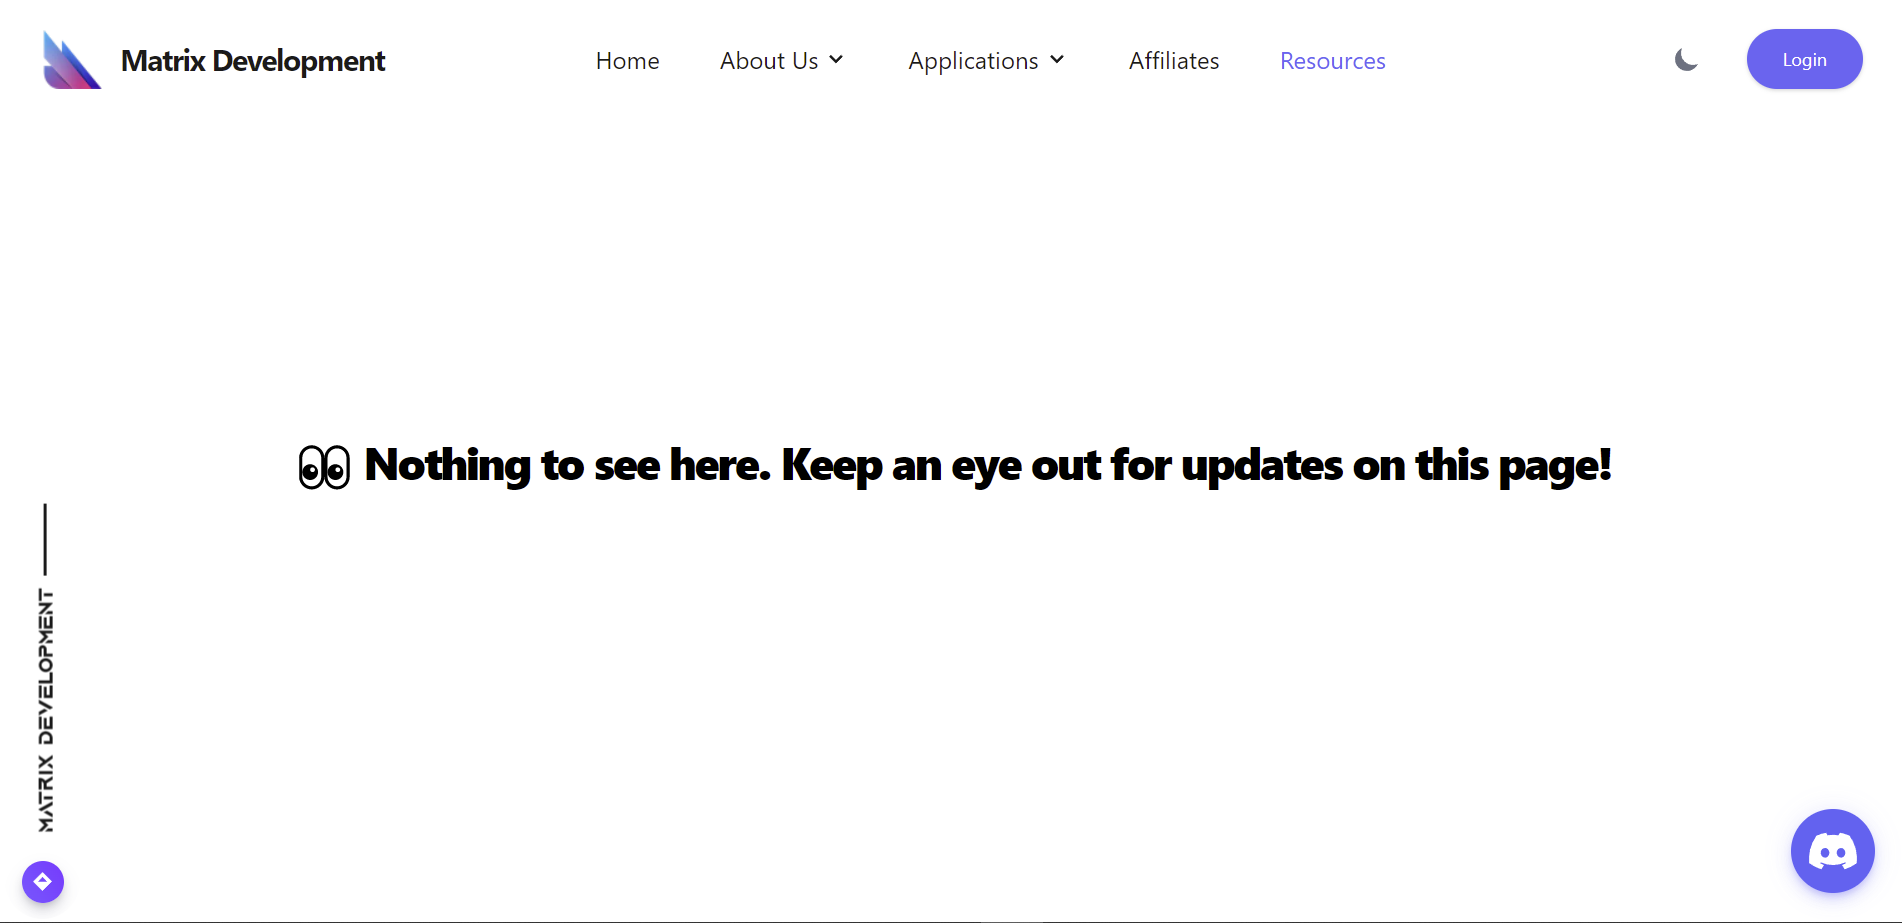 Matrix Development
Home
About Us
Applications
Affiliates
Resources
Login
👀 Nothing to see here. Keep an eye out for updates on this page!
MATRIX DEVELOPMENT